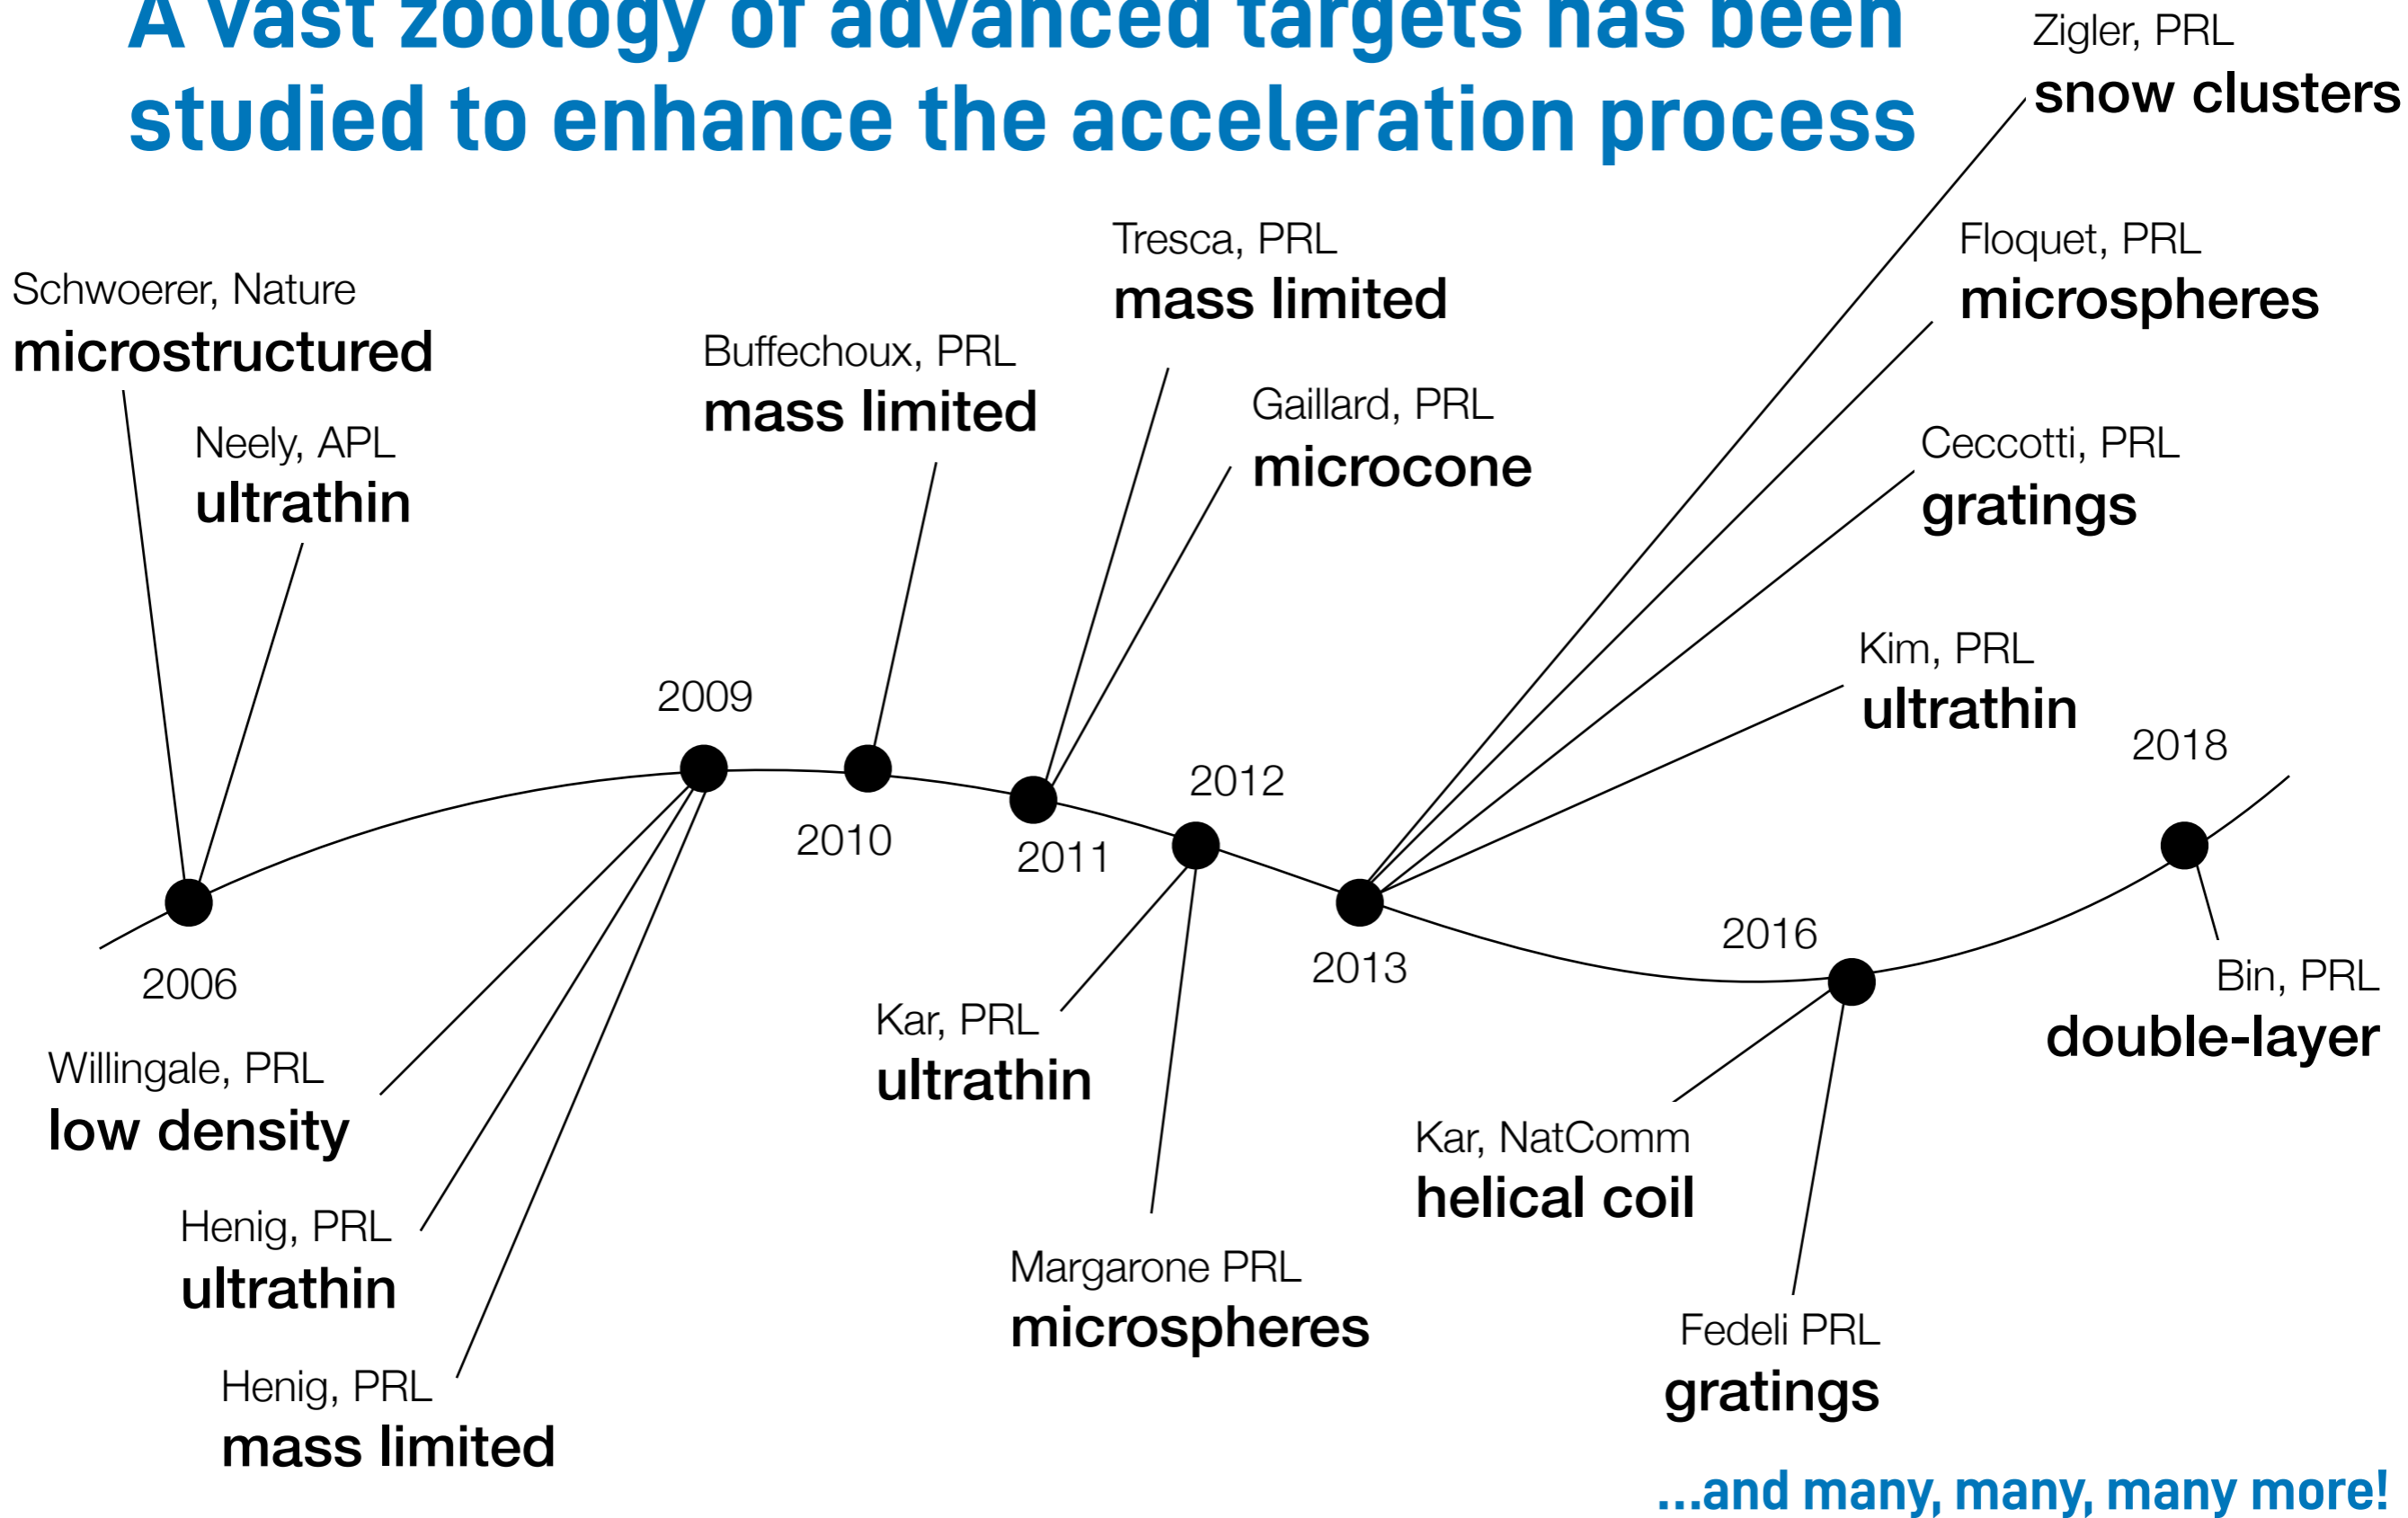 A vast zoology of advanced targets has been
studied to enhance the acceleration process
Zigler, PRL
snow clusters
Schwoerer, Nature
microstructured
Neely, APL
ultrathin
Buffechoux, PRL
mass limited
Tresca, PRL
mass limited
Gaillard, PRL
microcone
Floquet, PRL
microspheres
Ceccotti, PRL
gratings
Kim, PRL
ultrathin
2006
2009
2010
2011
2012
2013
2016
2018
Willingale, PRL
low density
Henig, PRL
ultrathin
Henig, PRL
mass limited
Kar, PRL
ultrathin
Margarone PRL
microspheres
Kar, NatComm
helical coil
Fedeli PRL
gratings
Bin, PRL
double-layer
...and many, many, many more!